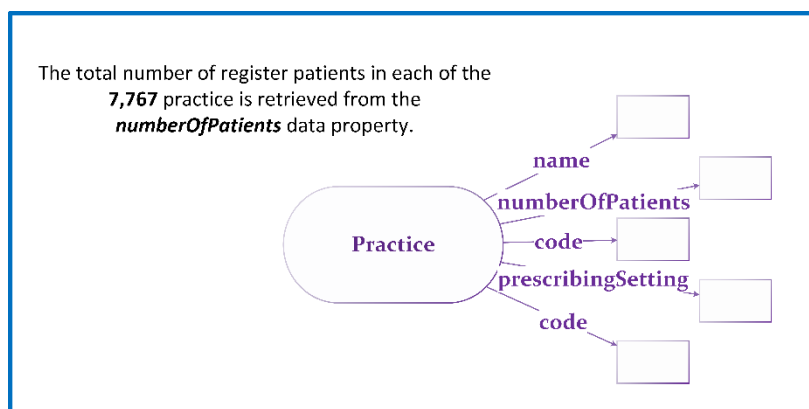 The total number of register patients in each of the
7,767 practice is retrieved from the
numberOfPatients data property.
name
numberOfPatients
Practice
code
prescribingSetting
code